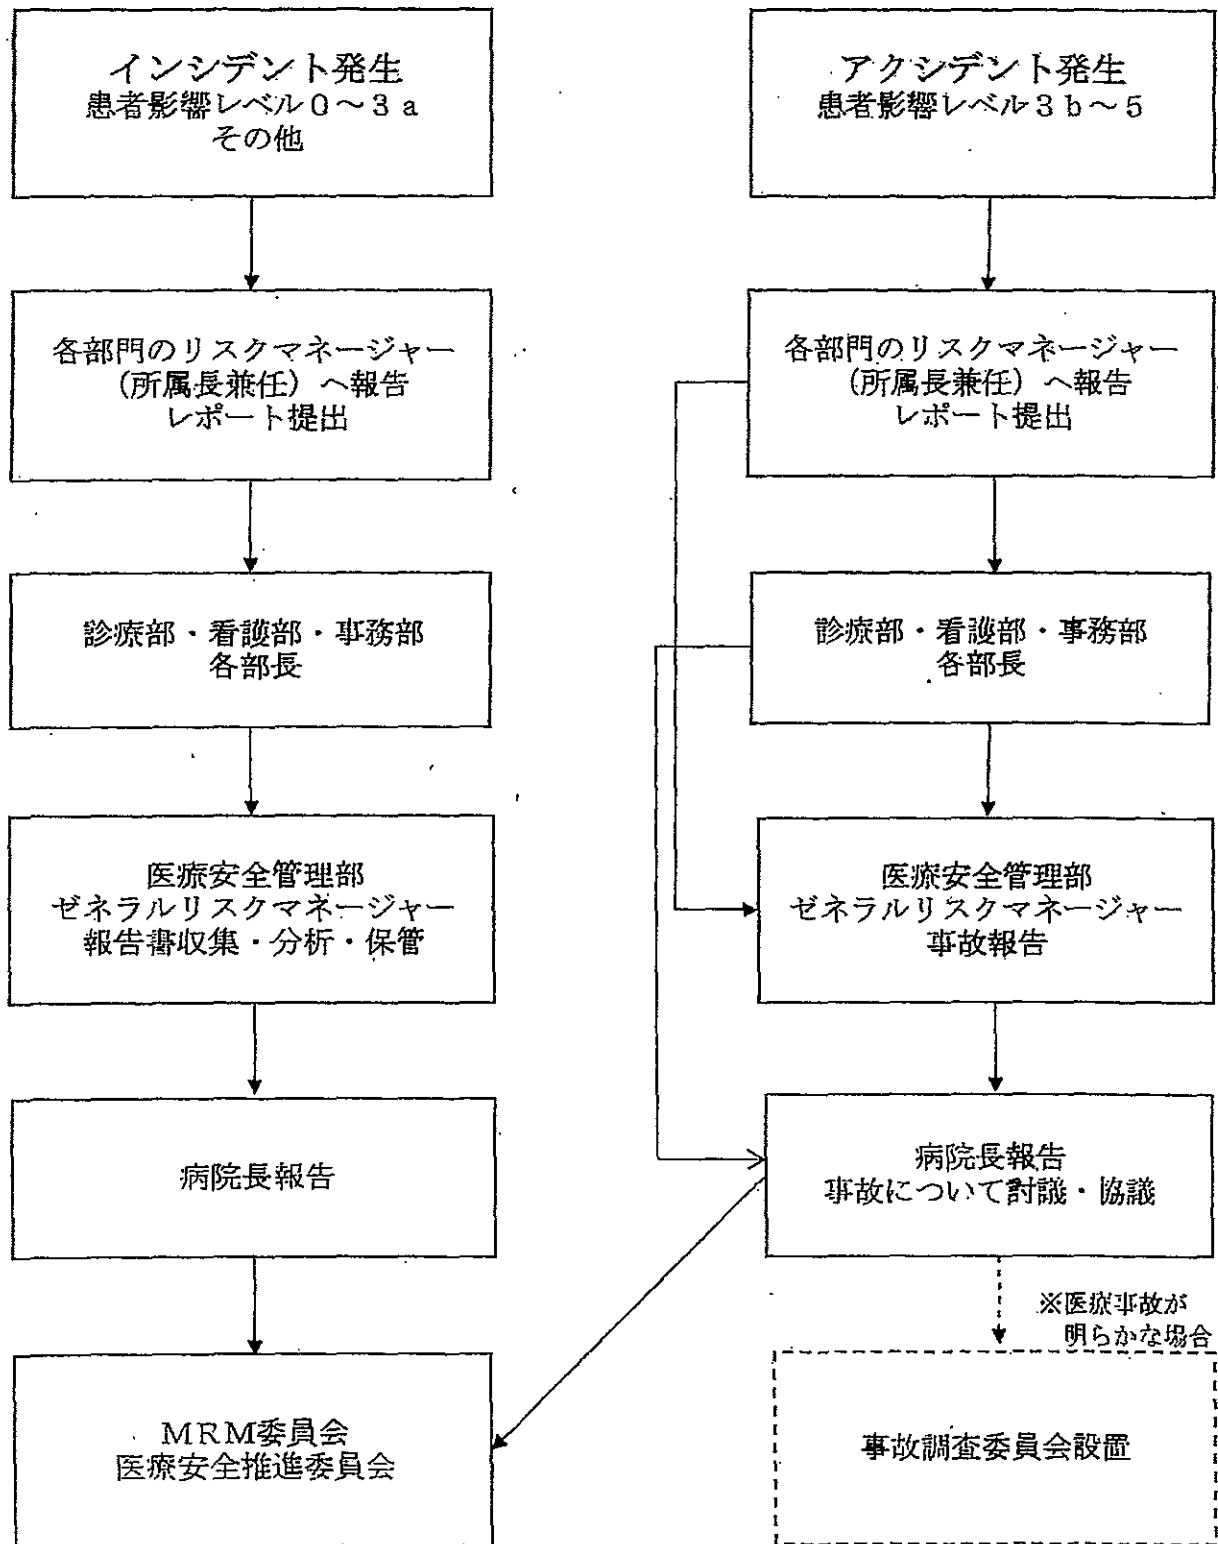 インシデント発生
患者影響レベル０～３ａ
その他
各部門のリスクマネージャー
（所属長兼任）へ報告
レポート提出
診療部・看護部・事務部
各部長
医療安全管理部
ゼネラルリスクマネージャー
報告書収集・分析・保管
病院長報告
ＭＲＭ委員会
医療安全推進委員会
アクシデント発生
患者影響レベル３ｂ～５
各部門のリスクマネージャー
（所属長兼任）へ報告
レポート提出
診療部・看護部・事務部
各部長
医療安全管理部
ゼネラルリスクマネージャー
事故報告
病院長報告
事故について討議・協議
※医療事故が
明らかな場合
事故調査委員会設置